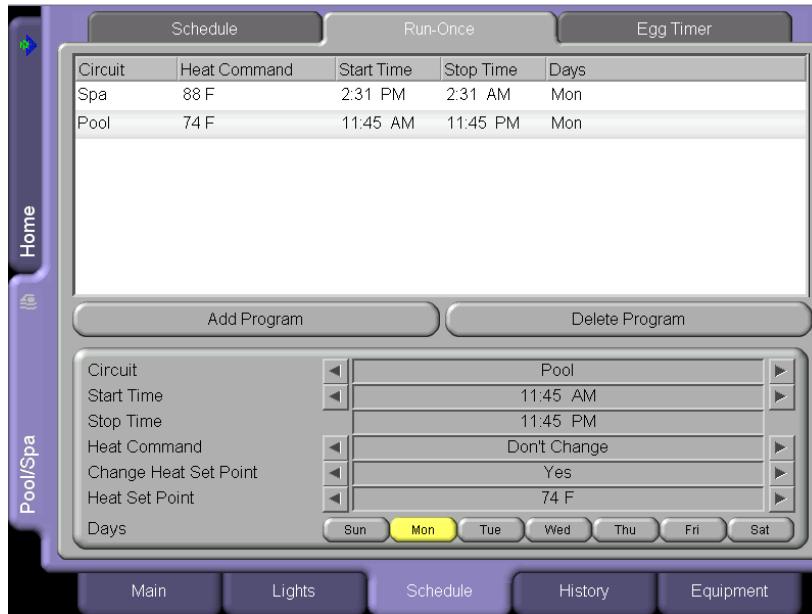 Schedule Run-Once Egg Timer
Circuit Heat Command Start Time Stop Time Days
Spa 88 F 2:31 PM 2:31 AM Mon
Pool 74 F 11:45 AM 11:45 PM Mon
Home
Add Program Delete Program
Circuit Pool
Start Time 11:45 AM
Stop Time 11:45 PM
Heat Command Don't Change
Change Heat Set Point Yes
Heat Set Point 74 F
Days Sun Mon Tue Wed Thu Fri Sat
Pool/Spa
Main Lights Schedule History Equipment